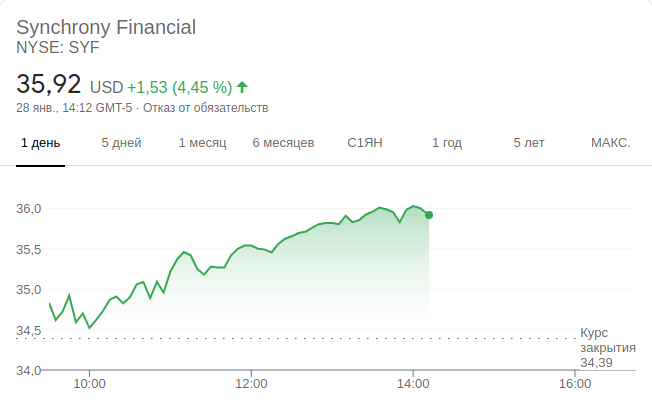 Synchrony Financial
NYSE: SYF
35,92 USD +1,53 (4,45 %)
28 янв., 14:12 GMT-5 · Отказ от обязательств
1 день 5 дней 1 месяц 6 месяцев С1ЯН 1 год 5 лет МАКС.
36,0
35,5
35,0
34,5
Курс
закрытия
34,39
34,0
10:00 12:00 14:00 16:00